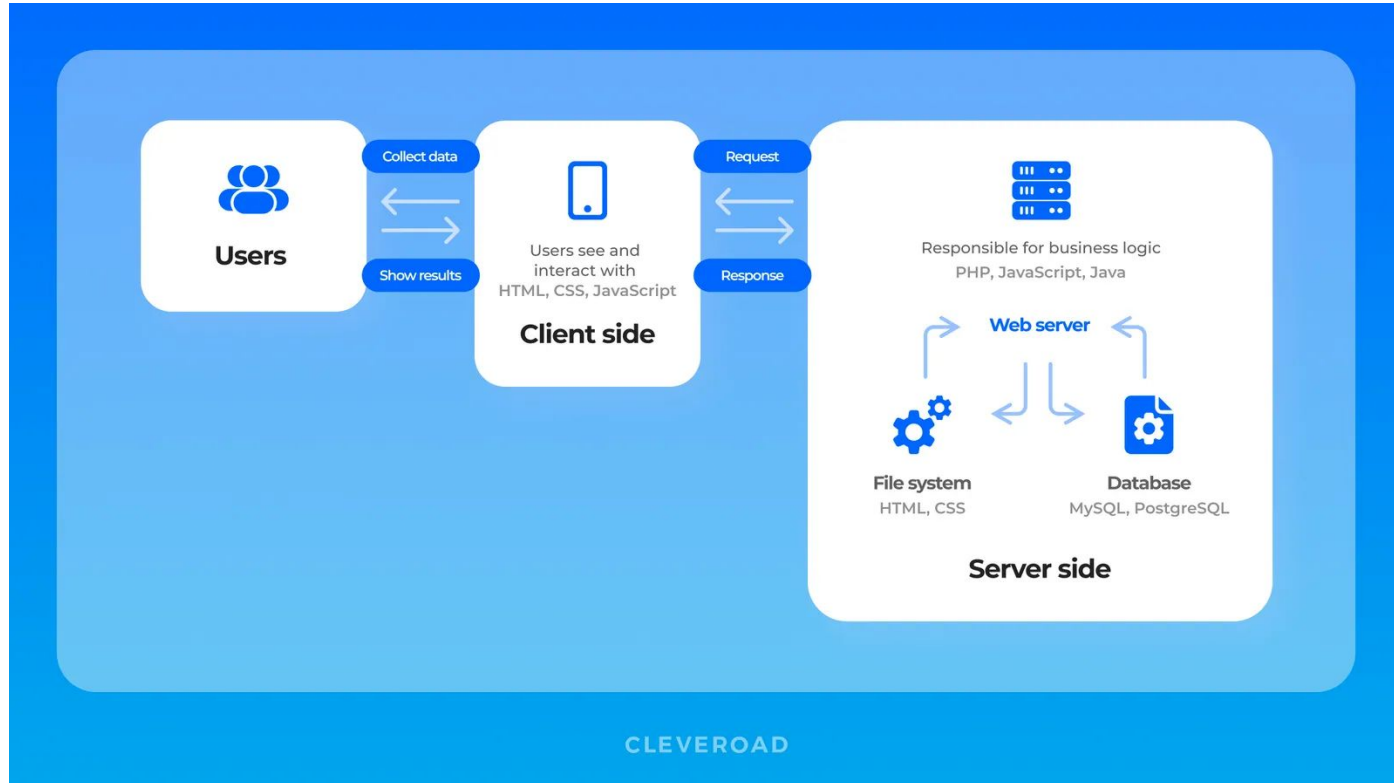 Users
Collect data
Show results
Users see and
interact with
HTML, CSS, JavaScript
Client side
Request
Response
Responsible for business logic
PHP, JavaScript, Java
Web server
File system
HTML, CSS
Database
MySQL, PostgreSQL
Server side
CLEVEROAD